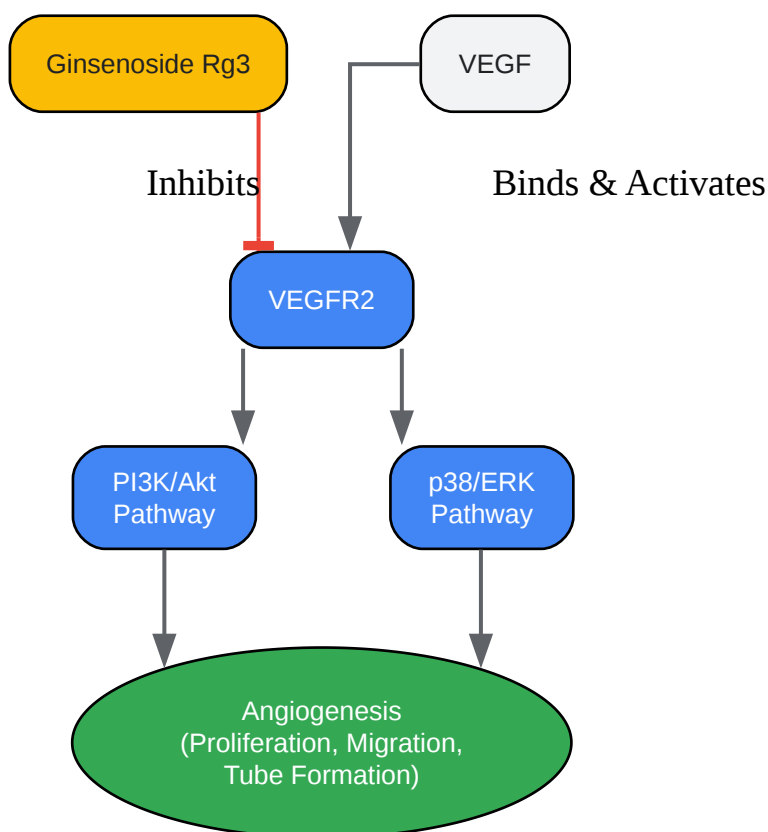 Ginsenoside Rg3
VEGF
Inhibits
Binds & Activates
VEGFR2
PI3K/Akt
Pathway
p38/ERK
Pathway
Angiogenesis
(Proliferation, Migration,
Tube Formation)